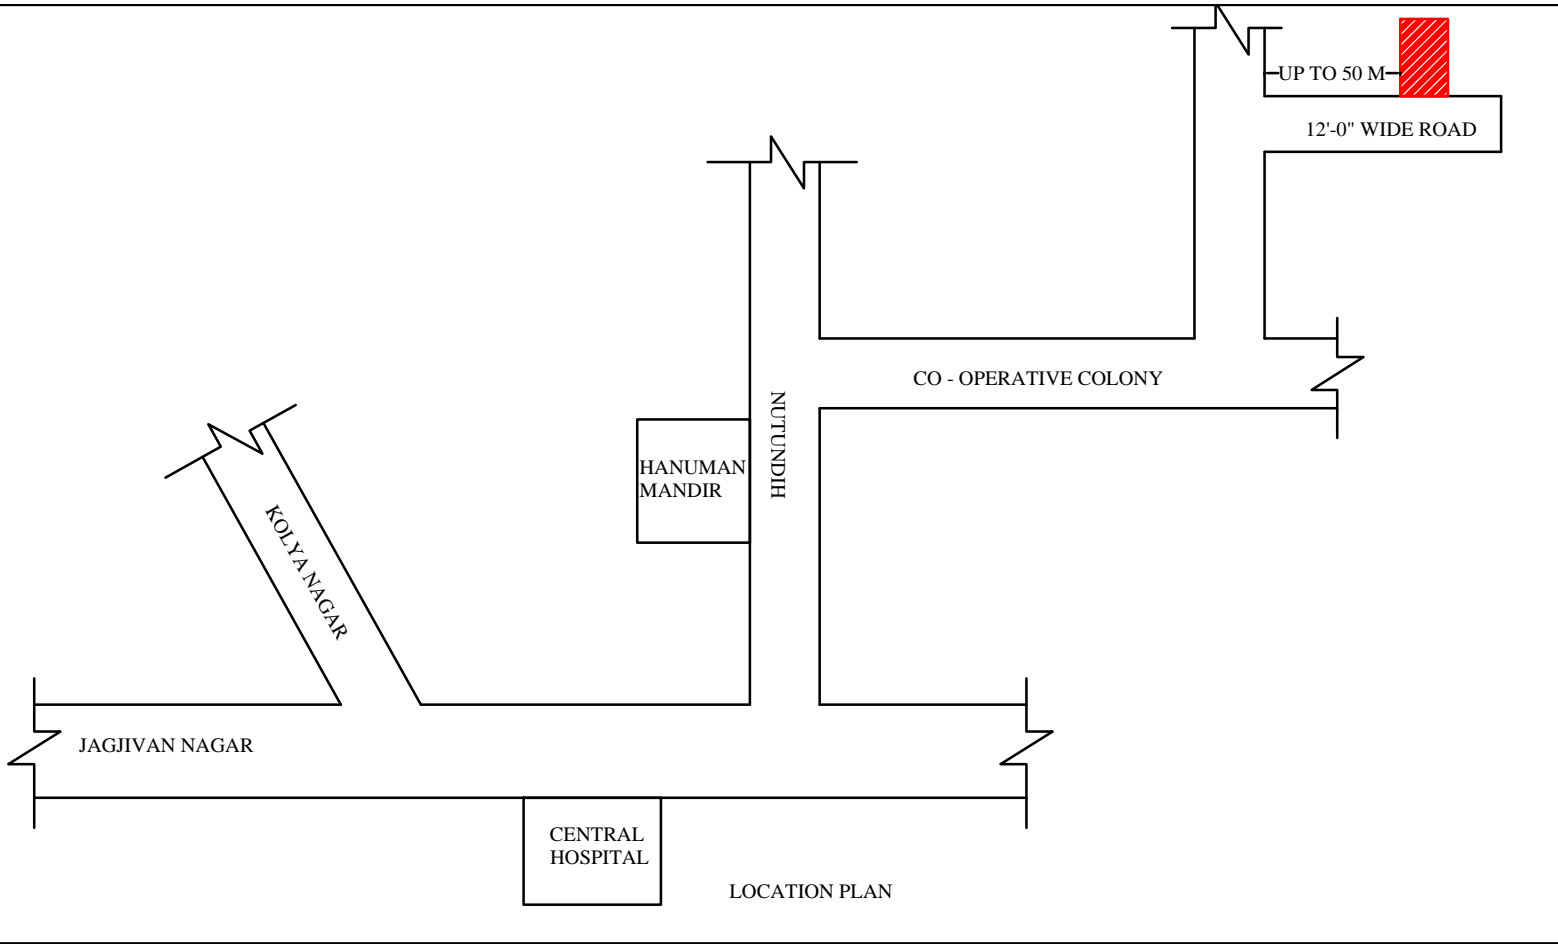 UP TO 50 M
12'-0" WIDE ROAD
CO - OPERATIVE COLONY
NUTUNDIH
HANUMAN
MANDIR
KOLYA NAGAR
JAGJIVAN NAGAR
CENTRAL
HOSPITAL
LOCATION PLAN